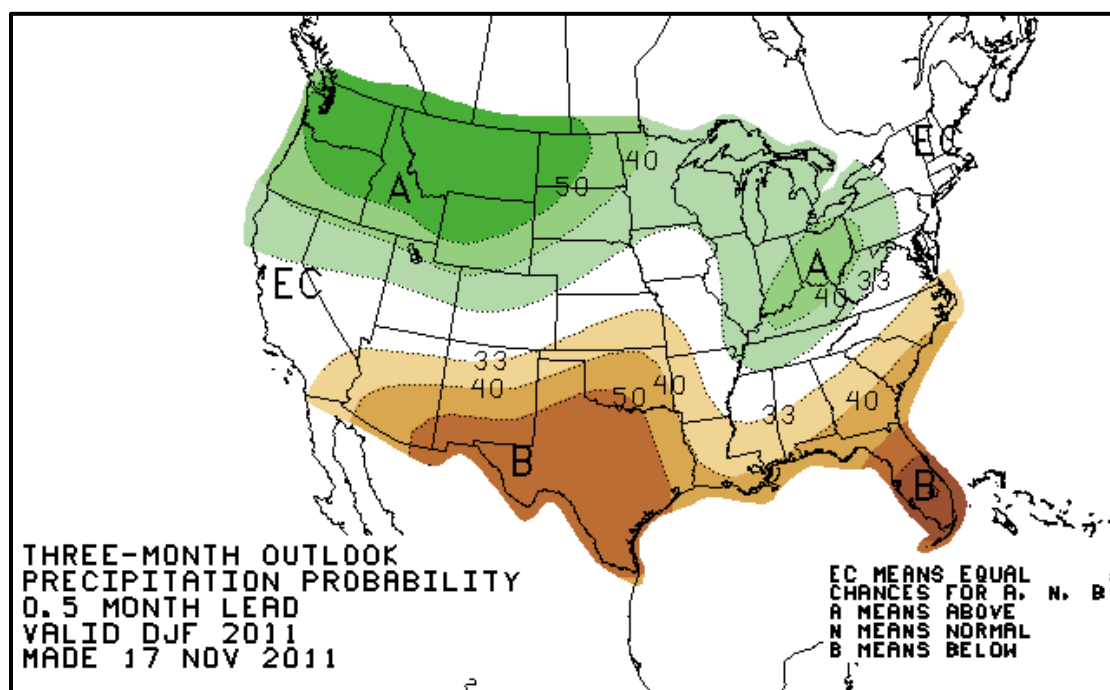 EC
40
50
A
A
EC
40
33
33
40
50
40
33
40
B
B
THREE-MONTH OUTLOOK
PRECIPITATION PROBABILITY
0.5 MONTH LEAD
VALID DJF 2011
MADE 17 NOV 2011
EC MEANS EQUAL
CHANCES FOR A, N, B
A MEANS ABOVE
N MEANS NORMAL
B MEANS BELOW